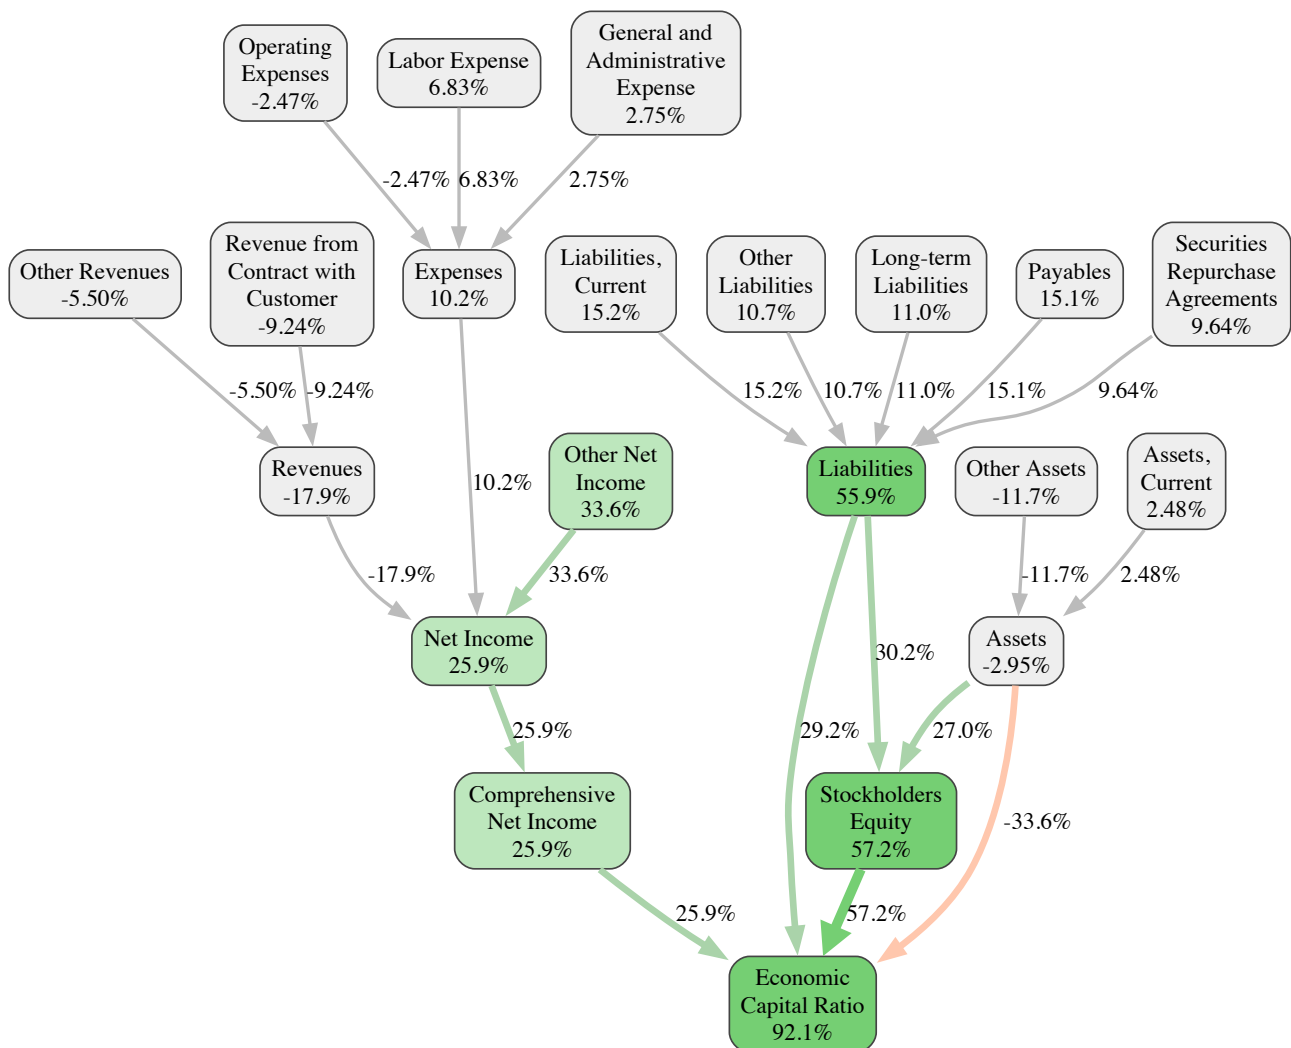 Operating
Expenses
-2.47%
Labor Expense
6.83%
General and
Administrative
Expense
2.75%
-2.47%
6.83%
2.75%
Other Revenues
-5.50%
Revenue from
Contract with
Customer
-9.24%
Expenses
10.2%
Liabilities,
Current
15.2%
Other
Liabilities
10.7%
Long-term
Liabilities
11.0%
Payables
15.1%
Securities
Repurchase
Agreements
9.64%
-5.50%
-9.24%
15.2%
10.7%
11.0%
15.1%
9.64%
Revenues
-17.9%
10.2%
Other Net
Income
33.6%
Liabilities
55.9%
Other Assets
-11.7%
Assets,
Current
2.48%
-17.9%
33.6%
-11.7%
2.48%
Net Income
25.9%
30.2%
Assets
-2.95%
25.9%
29.2%
27.0%
Comprehensive
Net Income
25.9%
Stockholders
Equity
57.2%
-33.6%
25.9%
57.2%
Economic
Capital Ratio
92.1%